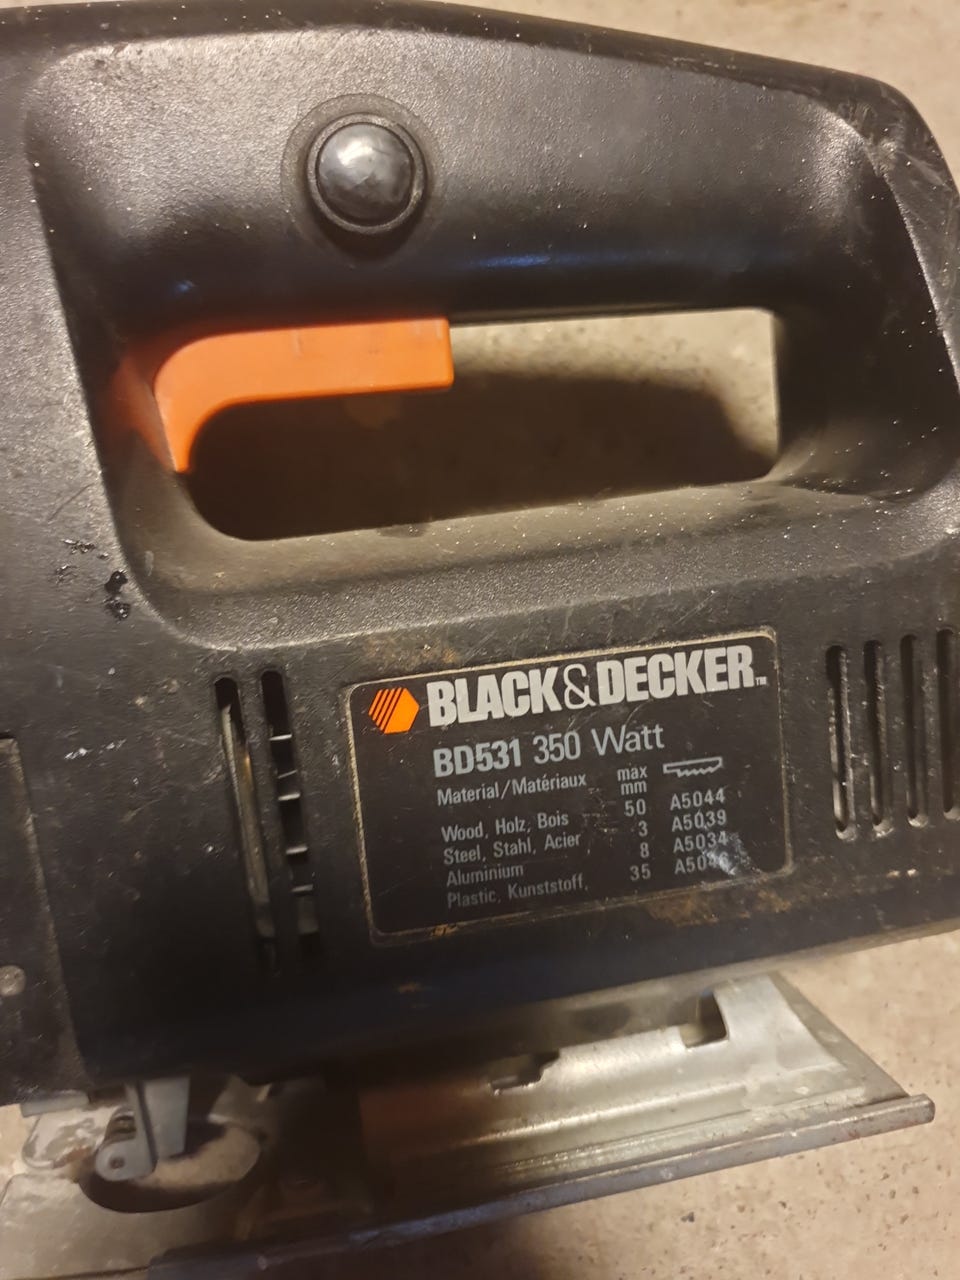 BLACK&DECKER™
BD531 350 Watt
Material/Matériaux max mm
Wood, Holz, Bois 50 A5044
Steel, Stahl, Acier 3 A5039
Aluminium 8 A5034
Plastic, Kunststoff, 35